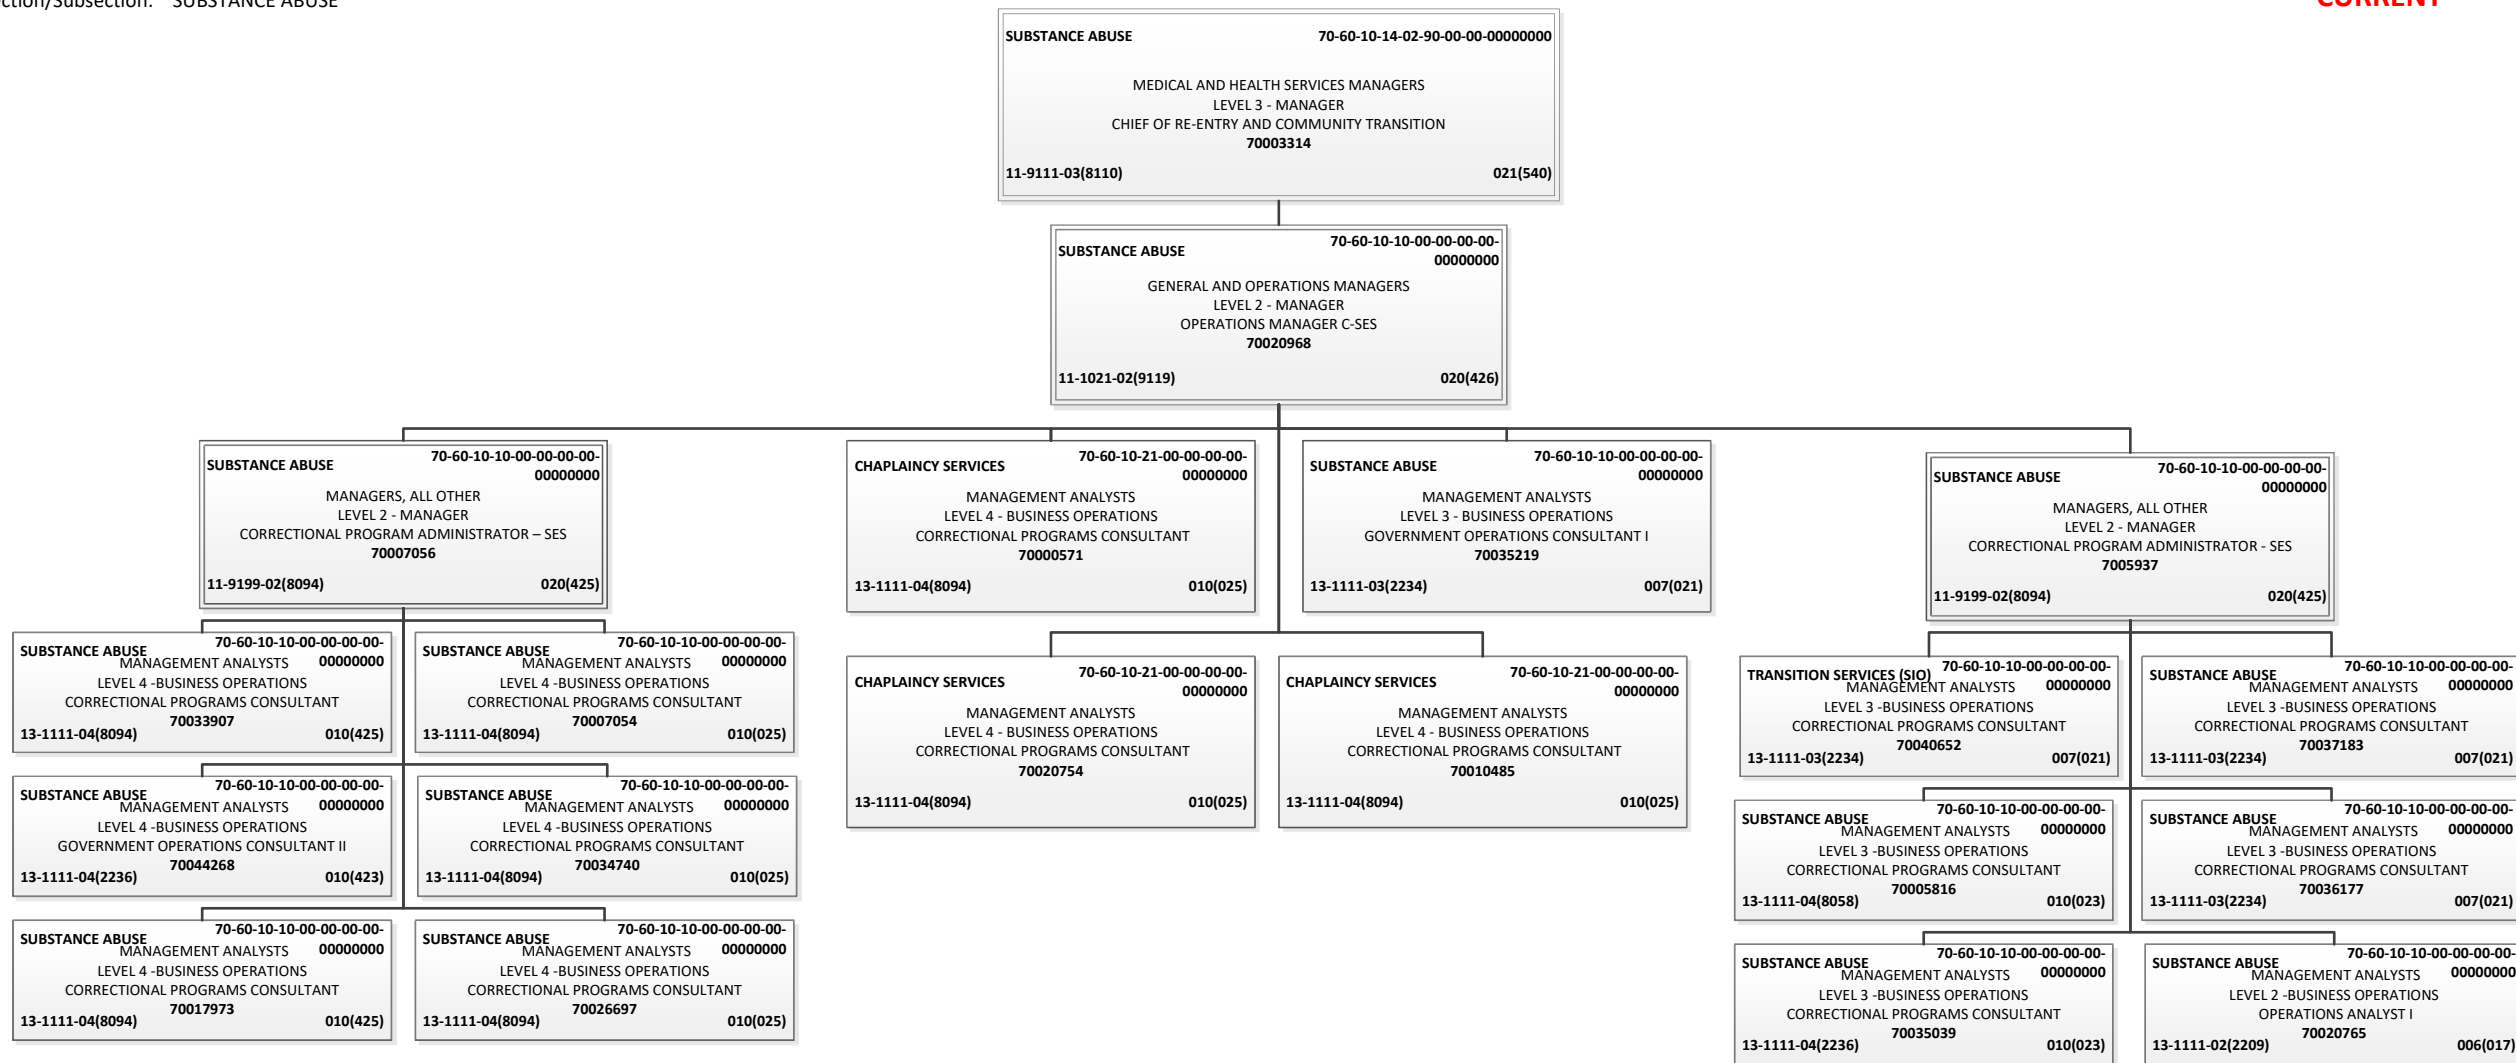 ction/Subsection: SUBSTANCE ABUSE
CURRENT
SUBSTANCE ABUSE 70-60-10-14-02-90-00-00-00000000
MEDICAL AND HEALTH SERVICES MANAGERS
LEVEL 3 - MANAGER
CHIEF OF RE-ENTRY AND COMMUNITY TRANSITION
70003314
11-9111-03(8110) 021(540)
SUBSTANCE ABUSE 70-60-10-10-00-00-00-00-
00000000
GENERAL AND OPERATIONS MANAGERS
LEVEL 2 - MANAGER
OPERATIONS MANAGER C-SES
70020968
11-1021-02(9119) 020(426)
SUBSTANCE ABUSE 70-60-10-10-00-00-00-00-
00000000
MANAGERS, ALL OTHER
LEVEL 2 - MANAGER
CORRECTIONAL PROGRAM ADMINISTRATOR – SES
70007056
11-9199-02(8094) 020(425)
CHAPLAINCY SERVICES 70-60-10-21-00-00-00-00-
00000000
MANAGEMENT ANALYSTS
LEVEL 4 - BUSINESS OPERATIONS
CORRECTIONAL PROGRAMS CONSULTANT
70000571
13-1111-04(8094) 010(025)
SUBSTANCE ABUSE 70-60-10-10-00-00-00-00-
00000000
MANAGEMENT ANALYSTS
LEVEL 3 - BUSINESS OPERATIONS
GOVERNMENT OPERATIONS CONSULTANT I
70035219
13-1111-03(2234) 007(021)
SUBSTANCE ABUSE 70-60-10-10-00-00-00-00-
00000000
MANAGERS, ALL OTHER
LEVEL 2 - MANAGER
CORRECTIONAL PROGRAM ADMINISTRATOR - SES
7005937
11-9199-02(8094) 020(425)
SUBSTANCE ABUSE 70-60-10-10-00-00-00-00-
MANAGEMENT ANALYSTS 00000000
LEVEL 4 -BUSINESS OPERATIONS
CORRECTIONAL PROGRAMS CONSULTANT
70033907
13-1111-04(8094) 010(425)
SUBSTANCE ABUSE 70-60-10-10-00-00-00-00-
MANAGEMENT ANALYSTS 00000000
LEVEL 4 -BUSINESS OPERATIONS
CORRECTIONAL PROGRAMS CONSULTANT
70007054
13-1111-04(8094) 010(025)
CHAPLAINCY SERVICES 70-60-10-21-00-00-00-00-
00000000
MANAGEMENT ANALYSTS
LEVEL 4 - BUSINESS OPERATIONS
CORRECTIONAL PROGRAMS CONSULTANT
70020754
13-1111-04(8094) 010(025)
CHAPLAINCY SERVICES 70-60-10-21-00-00-00-00-
00000000
MANAGEMENT ANALYSTS
LEVEL 4 - BUSINESS OPERATIONS
CORRECTIONAL PROGRAMS CONSULTANT
70010485
13-1111-04(8094) 010(025)
TRANSITION SERVICES (SIO) 70-60-10-10-00-00-00-00-
MANAGEMENT ANALYSTS 00000000
LEVEL 3 -BUSINESS OPERATIONS
CORRECTIONAL PROGRAMS CONSULTANT
70040652
13-1111-03(2234) 007(021)
SUBSTANCE ABUSE 70-60-10-10-00-00-00-00-
MANAGEMENT ANALYSTS 00000000
LEVEL 3 -BUSINESS OPERATIONS
CORRECTIONAL PROGRAMS CONSULTANT
70037183
13-1111-03(2234) 007(021)
SUBSTANCE ABUSE 70-60-10-10-00-00-00-00-
MANAGEMENT ANALYSTS 00000000
LEVEL 4 -BUSINESS OPERATIONS
GOVERNMENT OPERATIONS CONSULTANT II
70044268
13-1111-04(2236) 010(423)
SUBSTANCE ABUSE 70-60-10-10-00-00-00-00-
MANAGEMENT ANALYSTS 00000000
LEVEL 4 -BUSINESS OPERATIONS
CORRECTIONAL PROGRAMS CONSULTANT
70034740
13-1111-04(8094) 010(025)
SUBSTANCE ABUSE 70-60-10-10-00-00-00-00-
MANAGEMENT ANALYSTS 00000000
LEVEL 3 -BUSINESS OPERATIONS
CORRECTIONAL PROGRAMS CONSULTANT
70005816
13-1111-04(8058) 010(023)
SUBSTANCE ABUSE 70-60-10-10-00-00-00-00-
MANAGEMENT ANALYSTS 00000000
LEVEL 3 -BUSINESS OPERATIONS
CORRECTIONAL PROGRAMS CONSULTANT
70036177
13-1111-03(2234) 007(021)
SUBSTANCE ABUSE 70-60-10-10-00-00-00-00-
MANAGEMENT ANALYSTS 00000000
LEVEL 4 -BUSINESS OPERATIONS
CORRECTIONAL PROGRAMS CONSULTANT
70017973
13-1111-04(8094) 010(425)
SUBSTANCE ABUSE 70-60-10-10-00-00-00-00-
MANAGEMENT ANALYSTS 00000000
LEVEL 4 -BUSINESS OPERATIONS
CORRECTIONAL PROGRAMS CONSULTANT
70026697
13-1111-04(8094) 010(025)
SUBSTANCE ABUSE 70-60-10-10-00-00-00-00-
MANAGEMENT ANALYSTS 00000000
LEVEL 3 -BUSINESS OPERATIONS
CORRECTIONAL PROGRAMS CONSULTANT
70035039
13-1111-04(2236) 010(023)
SUBSTANCE ABUSE 70-60-10-10-00-00-00-00-
MANAGEMENT ANALYSTS 00000000
LEVEL 2 -BUSINESS OPERATIONS
OPERATIONS ANALYST I
70020765
13-1111-02(2209) 006(017)